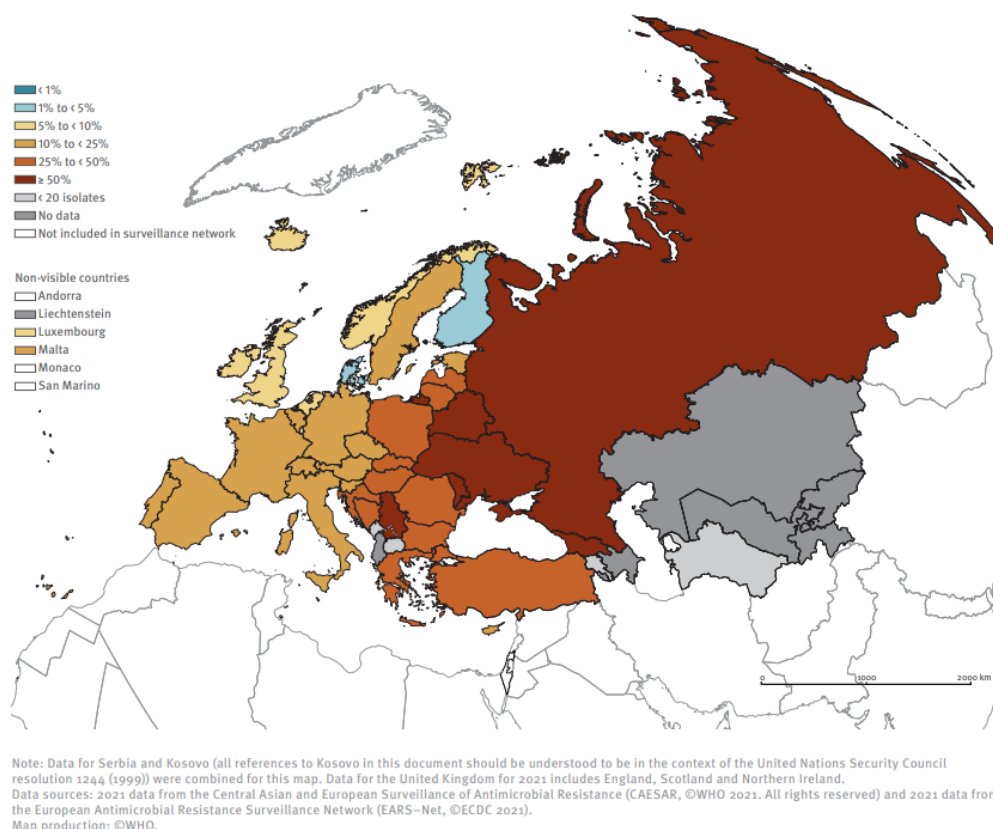 < 1%
1% to < 5%
5% to < 10%
10% to < 25%
25% to < 50%
≥ 50%
< 20 isolates
No data
Not included in surveillance network
Non-visible countries
Andorra
Liechtenstein
Luxembourg
Malta
Monaco
San Marino
0 1000 2000 km
Note: Data for Serbia and Kosovo (all references to Kosovo in this document should be understood to be in the context of the United Nations Security Council
resolution 1244 (1999)) were combined for this map. Data for the United Kingdom for 2021 includes England, Scotland and Northern Ireland.
Data sources: 2021 data from the Central Asian and European Surveillance of Antimicrobial Resistance (CAESAR, ©WHO 2021. All rights reserved) and 2021 data from
the European Antimicrobial Resistance Surveillance Network (EARS–Net, ©ECDC 2021).
Map production: ©WHO.